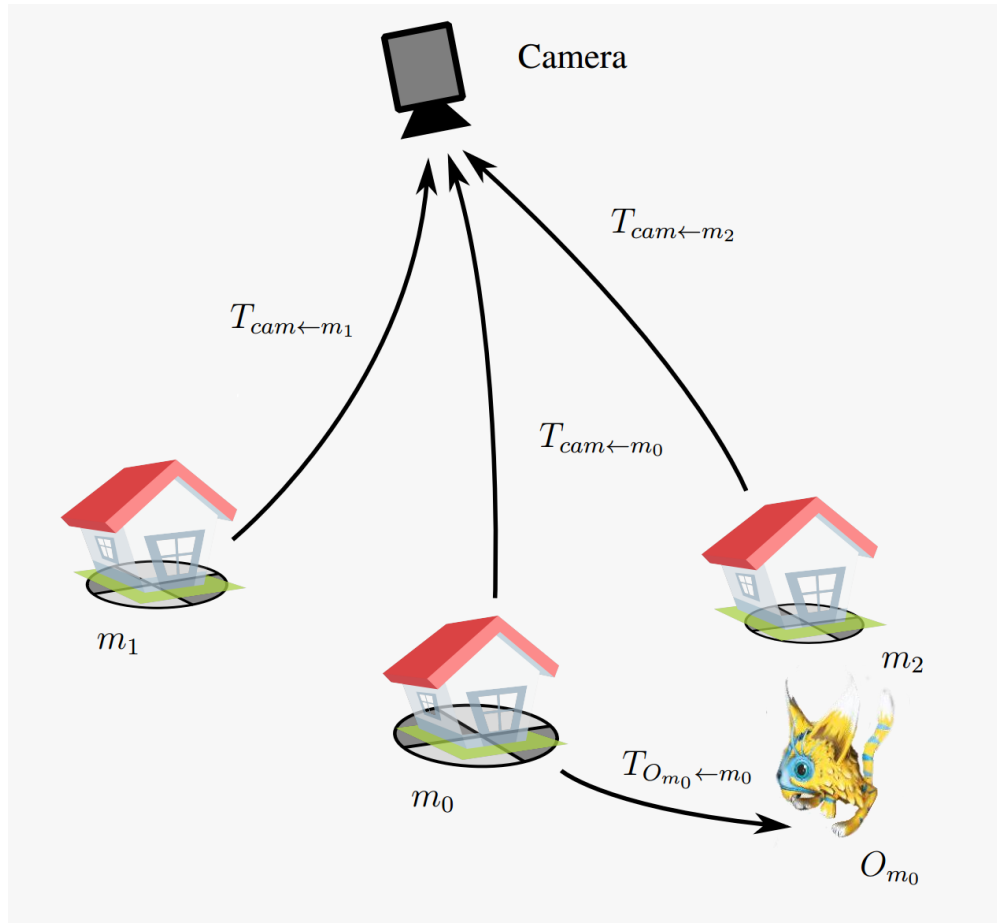 Camera
T_{cam←m_2}
T_{cam←m_1}
T_{cam←m_0}
m_1
m_2
T_{O_{m_0}←m_0}
m_0
O_{m_0}